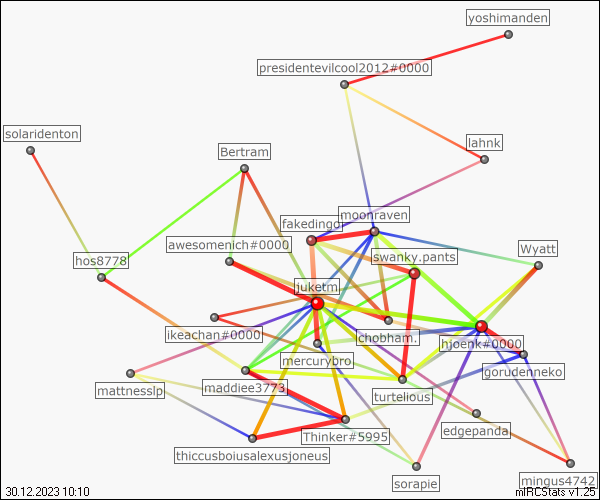 yoshimanden
presidentevilcool2012#0000
solaridenton
lahnk
Bertram
moonraven
fakedingo
awesomenich#0000
swanky.pants
Wyatt
hos8778
juketm
ikeachan#0000
chobham.
hjoenk#0000
mercurybro
gorudenneko
maddiee3773
mattnesslp
turtelious
edgepanda
Thinker#5995
thiccusboiusalexusjoneus
sorapie
mingus4742
30.12.2023 10:10
mIRCStats v1.25